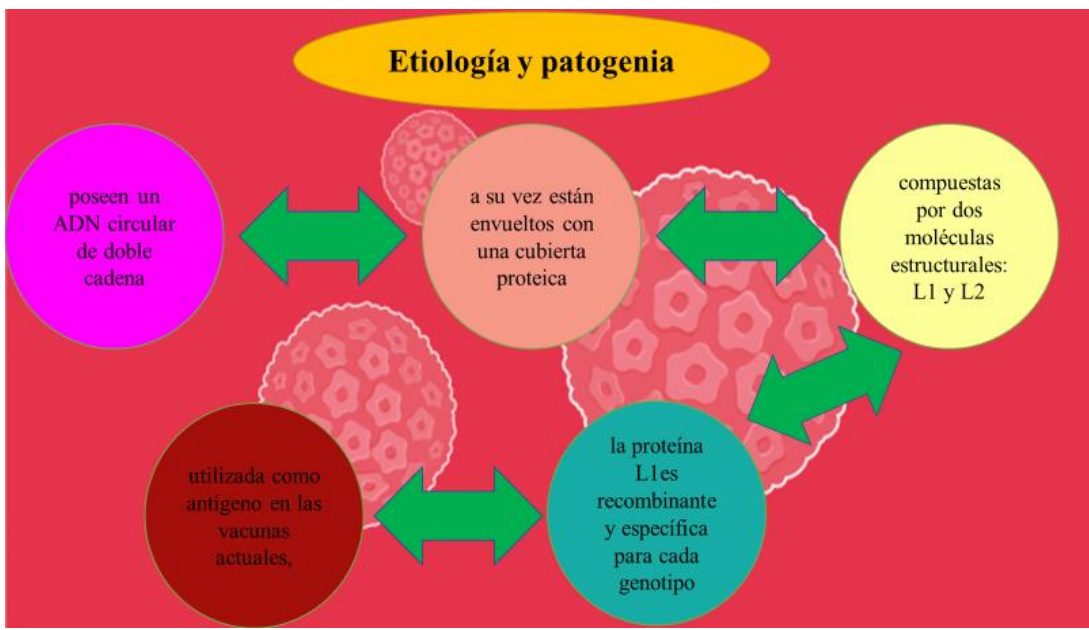 Etiología y patogenia
poseen un
ADN circular
de doble
cadena
a su vez están
envueltos con
una cubierta
proteica
compuestas
por dos
moléculas
estructurales:
L1 y L2
la proteína
L1es
recombinante
y específica
para cada
genotipo
utilizada como
antígeno en las
vacunas
actuales,